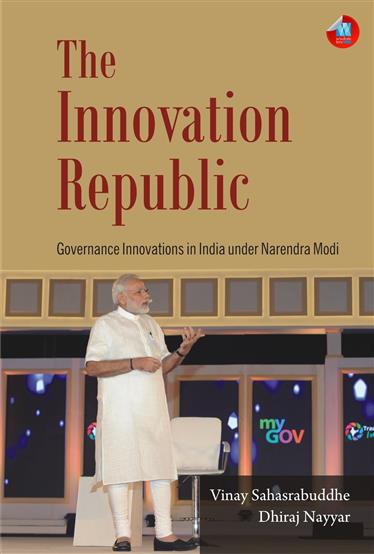 The
Innovation
Republic
Governance Innovations in India under Narendra Modi
my
GOV
Vinay Sahasrabuddhe
Dhiraj Nayyar